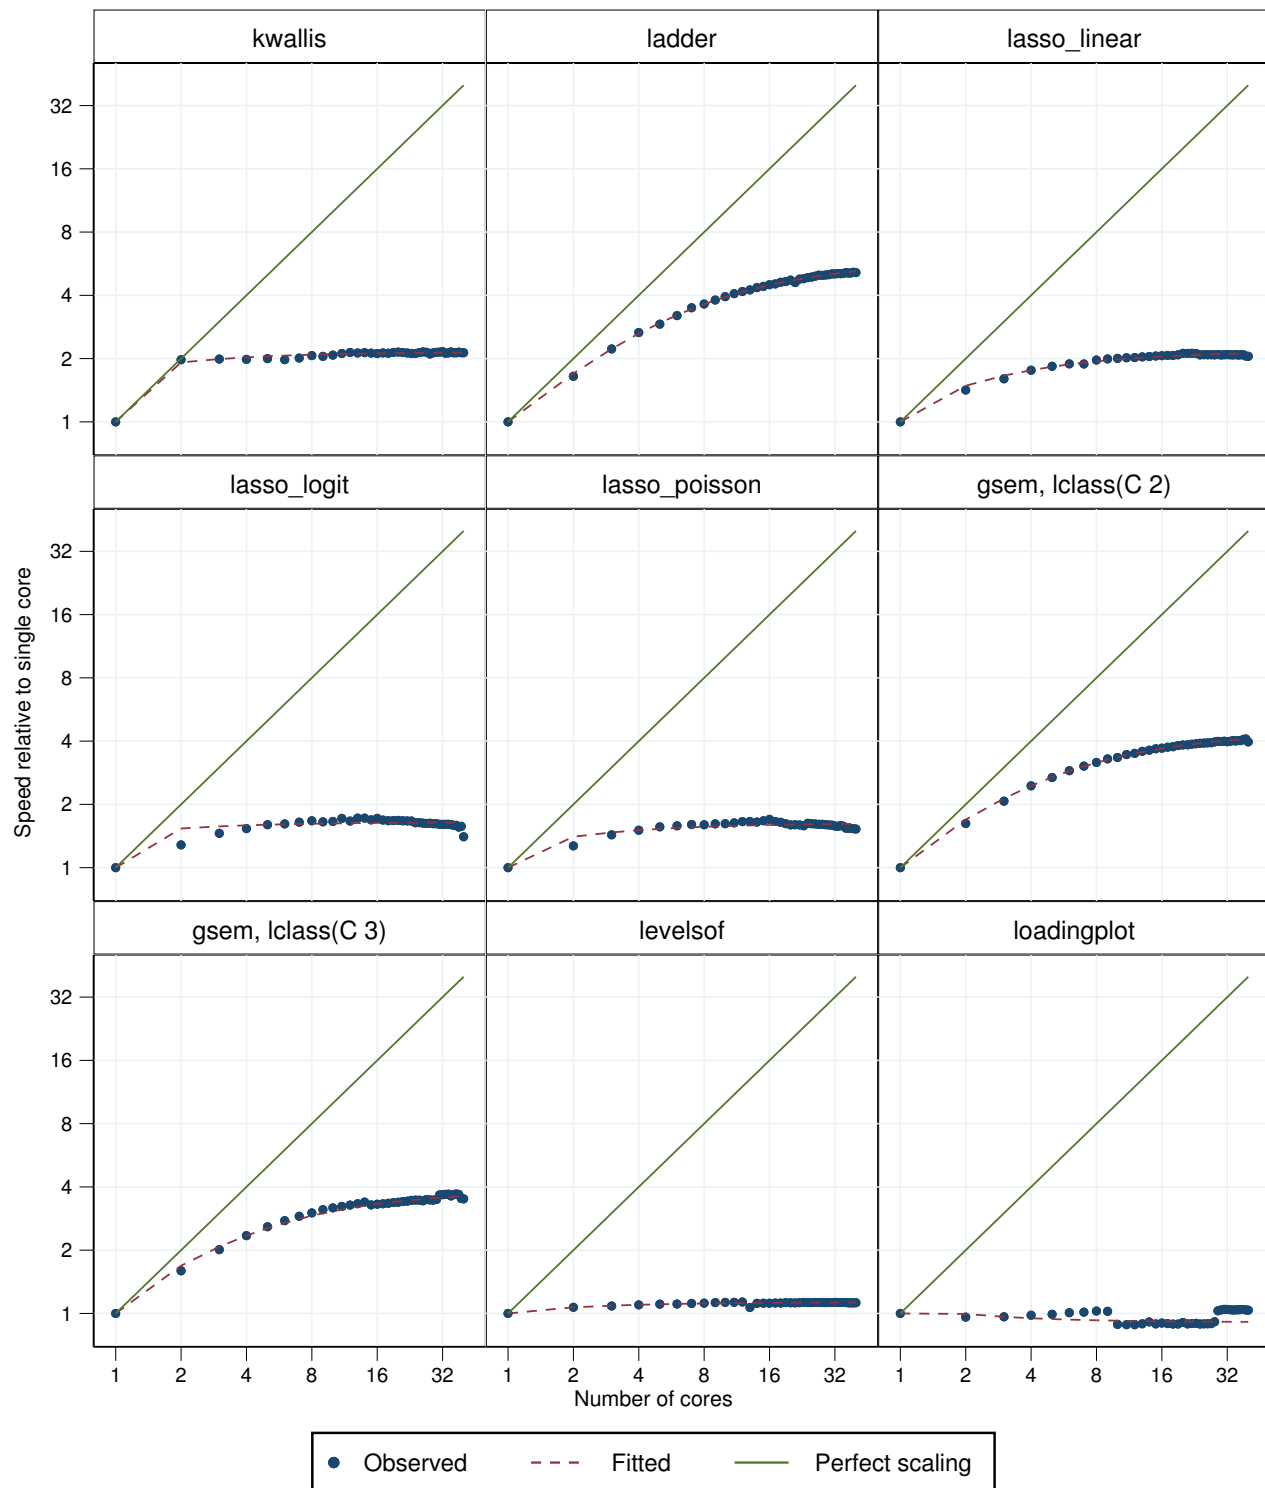 kwallis
ladder
lasso_linear
32
16
8
4
2
1
lasso_logit
lasso_poisson
gsem, lclass(C 2)
32
16
8
4
2
1
gsem, lclass(C 3)
levelsof
loadingplot
32
16
8
4
2
1
Speed relative to single core
1 2 4 8 16 32
1 2 4 8 16 32
1 2 4 8 16 32
Number of cores
Observed Fitted Perfect scaling